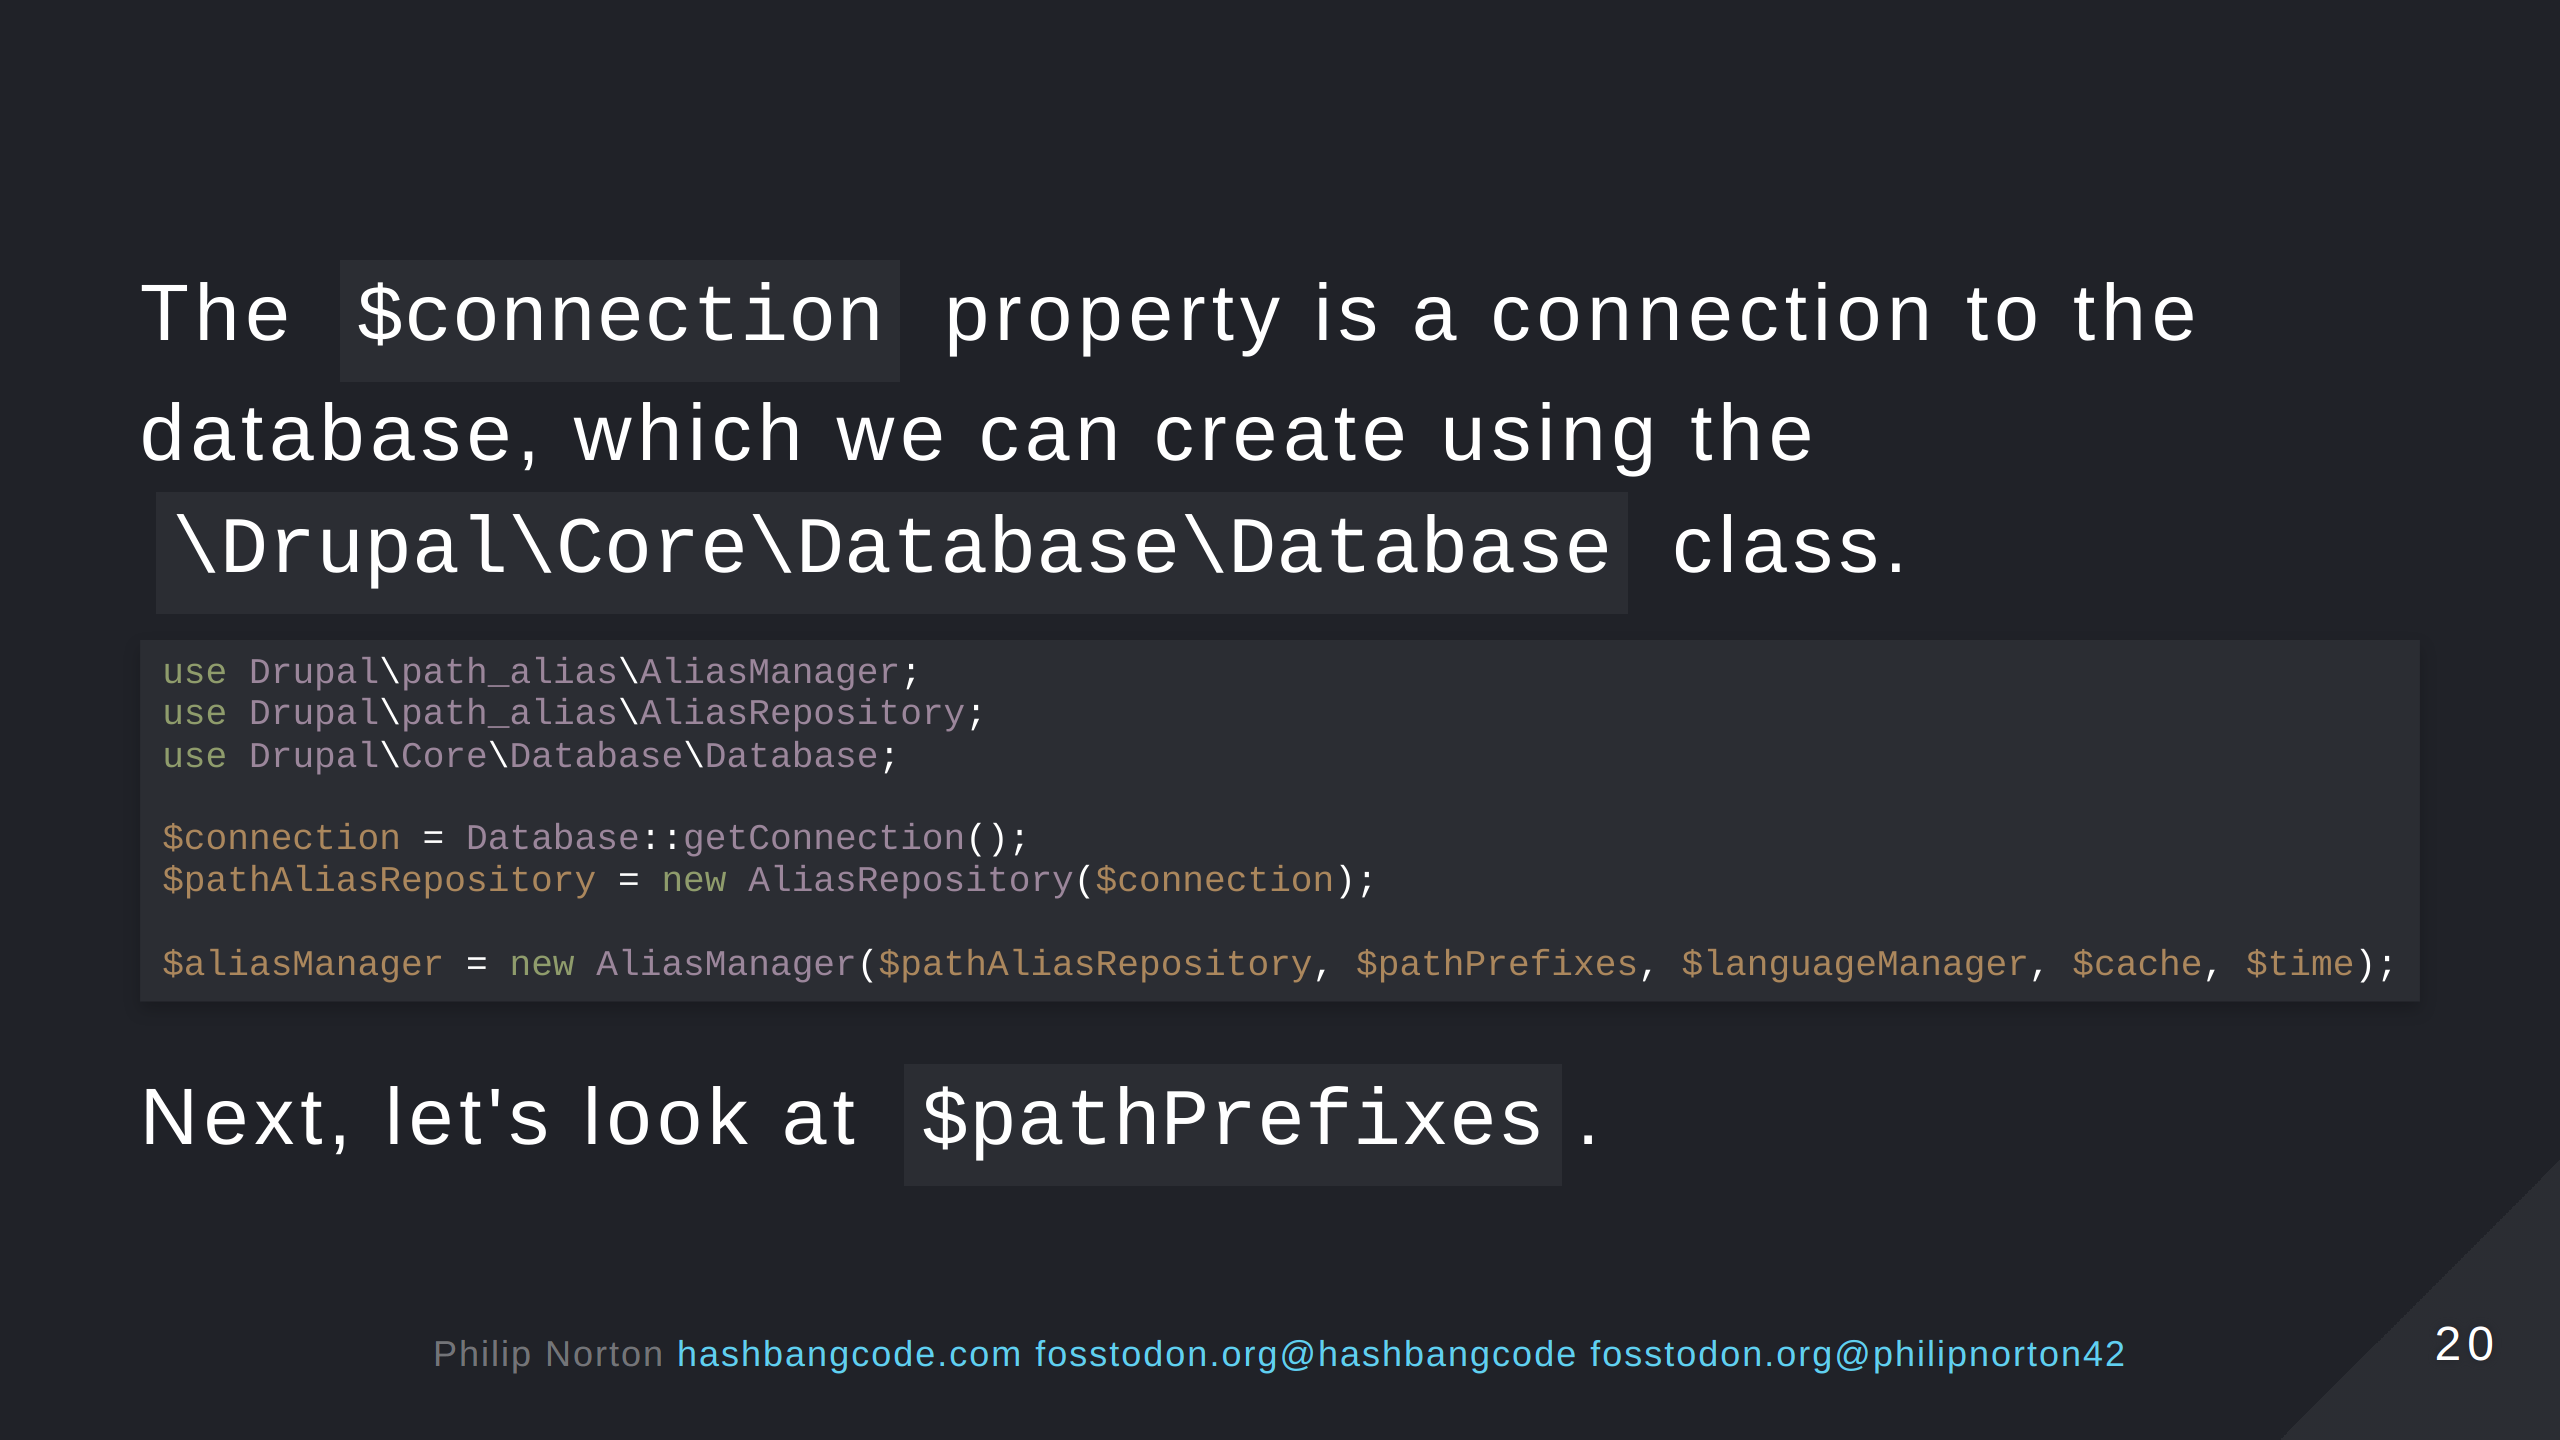 The $connection property is a connection to the
database, which we can create using the
\Drupal\Core\Database\Database class.
use Drupal\path_alias\AliasManager;
use Drupal\path_alias\AliasRepository;
use Drupal\Core\Database\Database;
$connection = Database::getConnection();
$pathAliasRepository = new AliasRepository($connection);
$aliasManager = new AliasManager($pathAliasRepository, $pathPrefixes, $languageManager, $cache, $time);
Next, let's look at $pathPrefixes.
Philip Norton hashbangcode.com fosstodon.org@hashbangcode fosstodon.org@philipnorton42
20